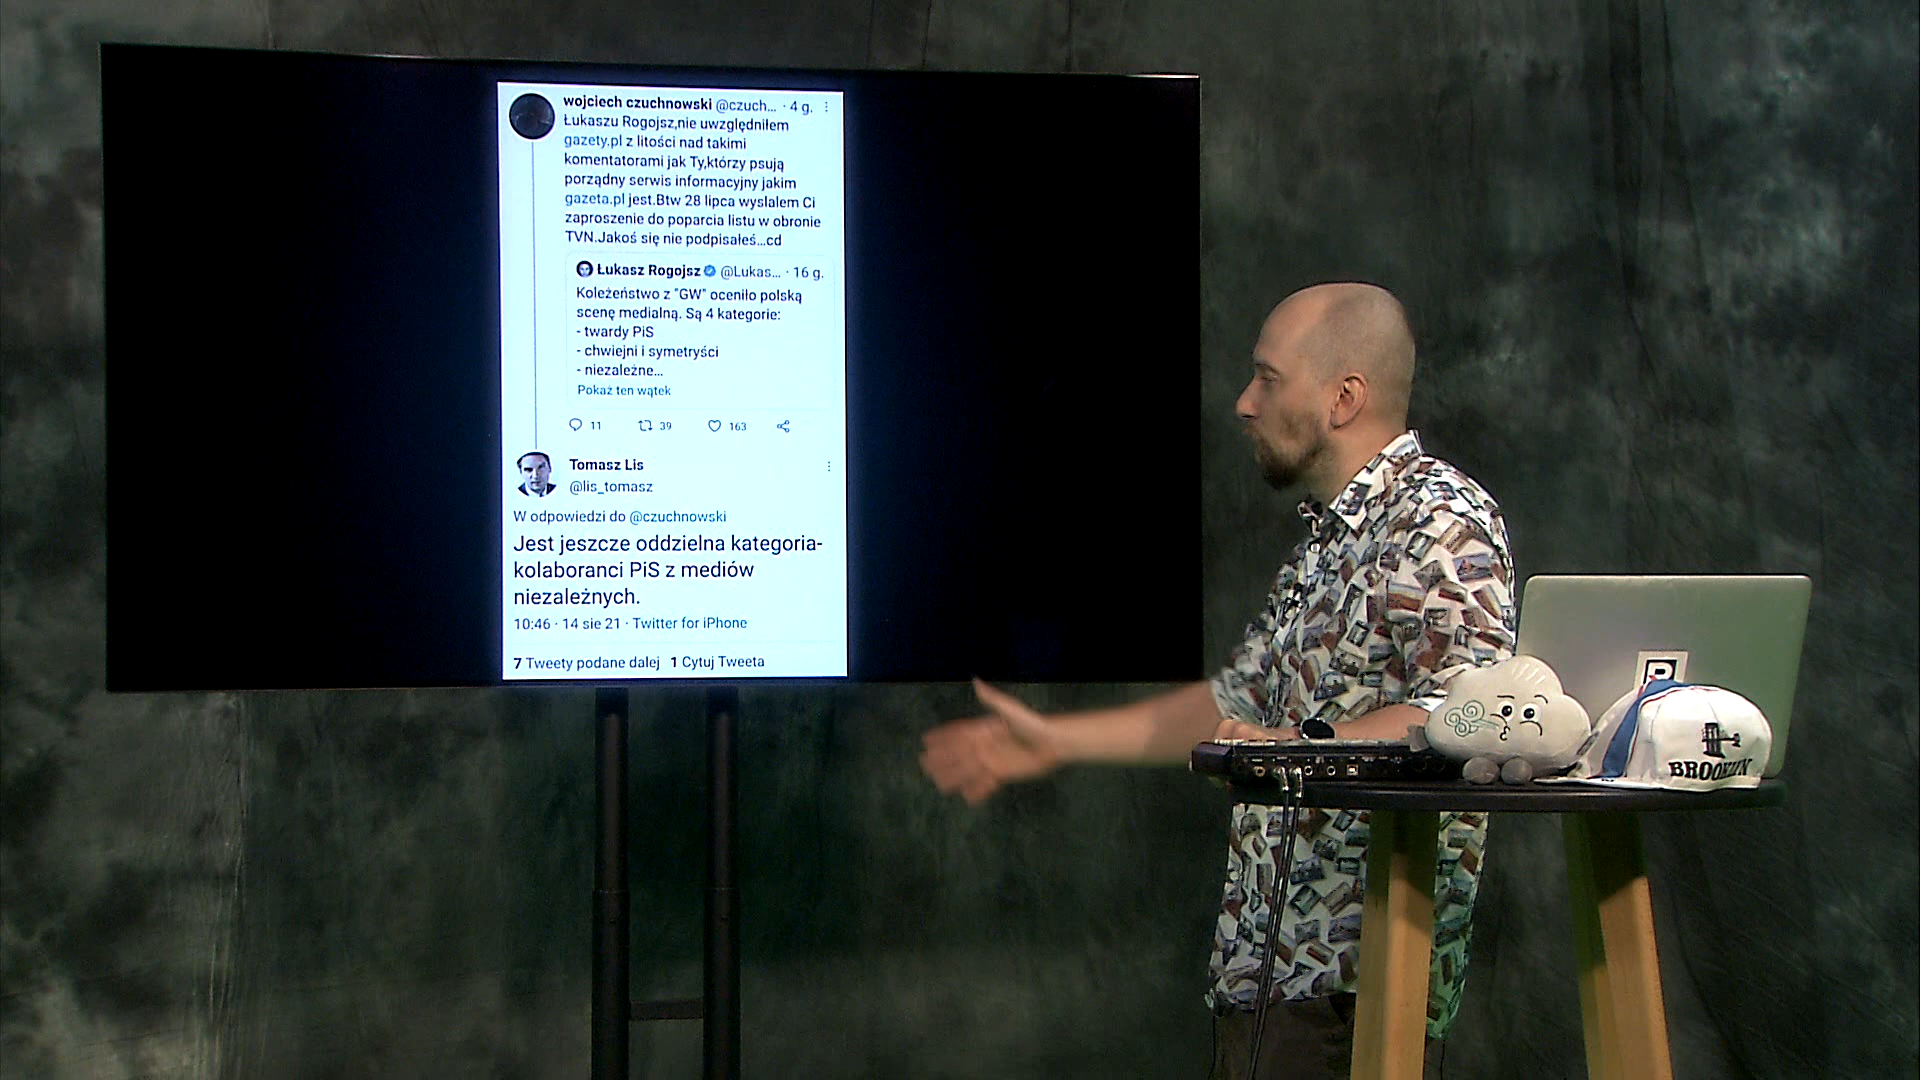 wojciech czuchnowski @czuch... · 4 g.
Łukaszu Rogojsz,nie uwzględniłem
gazety.pl z litości nad takimi
komentatorami jak Ty,którzy psują
porządny serwis informacyjny jakim
gazeta.pl jest.Btw 28 lipca wyslalem Ci
zaproszenie do poparcia listu w obronie
TVN.Jakoś się nie podpisałeś...cd
Łukasz Rogojsz @Lukas... · 16 g.
Koleżeństwo z "GW" oceniło polską
scenę medialną. Są 4 kategorie:
- twardy PiS
- chwiejni i symetryści
- niezależne...
Pokaż ten wątek
11 39 163
Tomasz Lis
@lis_tomasz
W odpowiedzi do @czuchnowski
Jest jeszcze oddzielna kategoria-
kolaboranci PiS z mediów
niezależnych.
10:46 · 14 sie 21 · Twitter for iPhone
7 Tweety podane dalej 1 Cytuj Tweeta
BROOKLYN